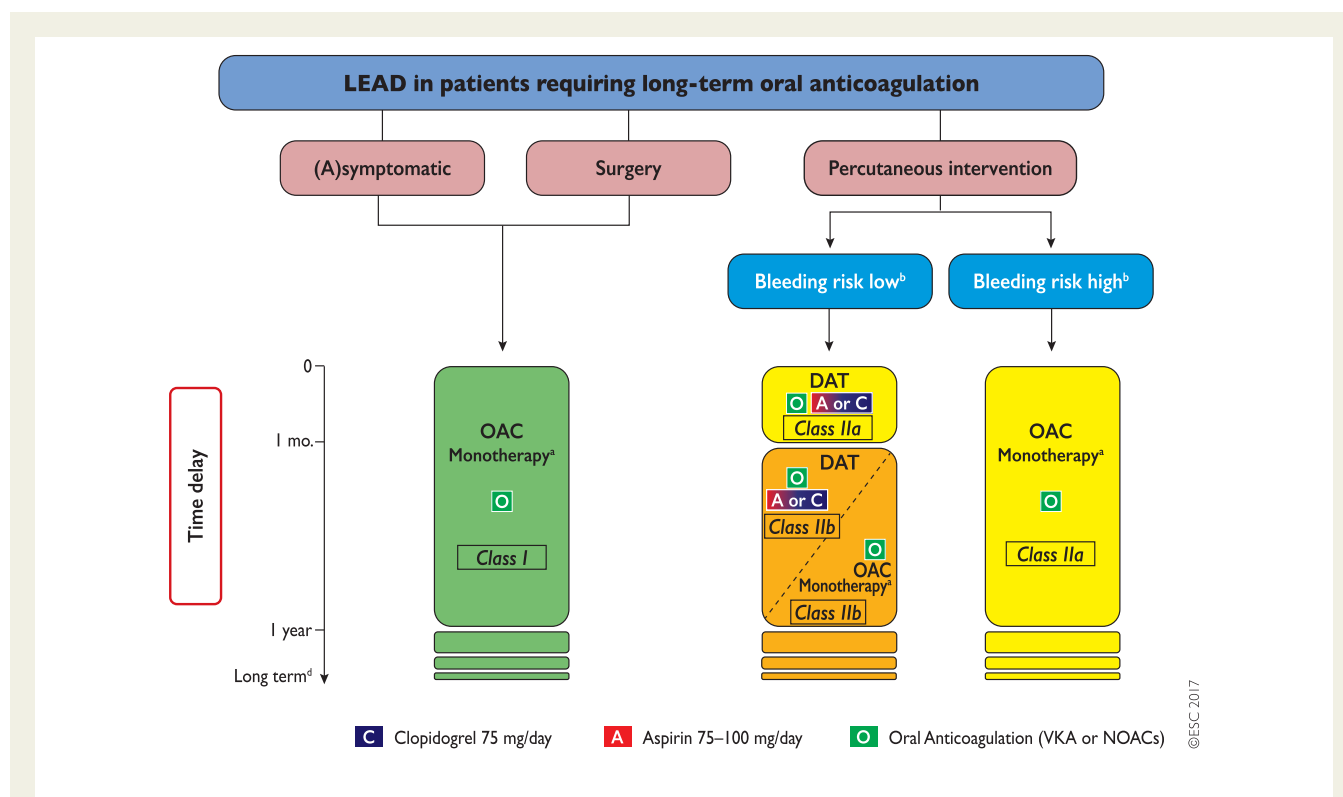 LEAD in patients requiring long-term oral anticoagulation
(A)symptomatic
Surgery
Percutaneous intervention
Bleeding risk lowᵇ
Bleeding risk highᵇ
Time delay
0
1 mo.
1 year
Long termᵈ
OAC
Monotherapyᵃ
O
Class I
DAT
O A or C
Class IIa
DAT
O
A or C
Class IIb
O
OAC
Monotherapyᵃ
Class IIb
OAC
Monotherapyᵃ
O
Class IIa
C Clopidogrel 75 mg/day
A Aspirin 75–100 mg/day
O Oral Anticoagulation (VKA or NOACs)
©ESC 2017